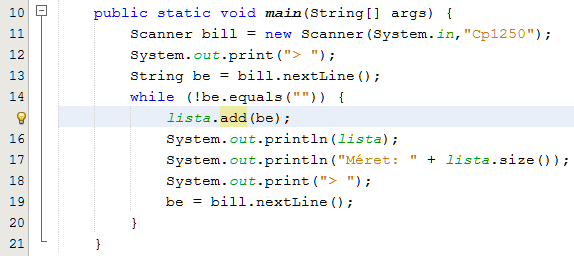 10 public static void main(String[] args) {
11 Scanner bill = new Scanner(System.in,"Cp1250");
12 System.out.print("> ");
13 String be = bill.nextLine();
14 while (!be.equals("")) {
lista.add(be);
16 System.out.println(lista);
17 System.out.println("Méret: " + lista.size());
18 System.out.print("> ");
19 be = bill.nextLine();
20 }
21 }